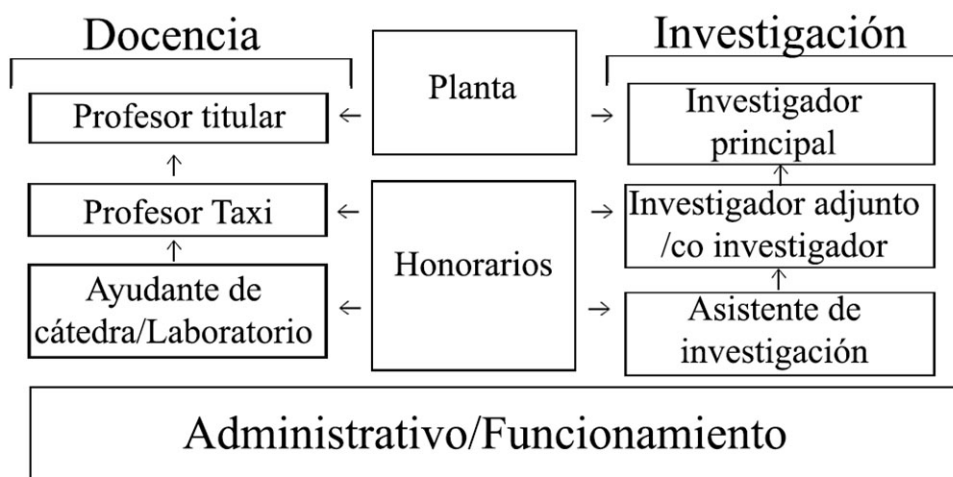 Docencia
Profesor titular
Profesor Taxi
Ayudante de
cátedra/Laboratorio
Planta
Honorarios
Investigación
Investigador
principal
Investigador adjunto
/co investigador
Asistente de
investigación
Administrativo/Funcionamiento